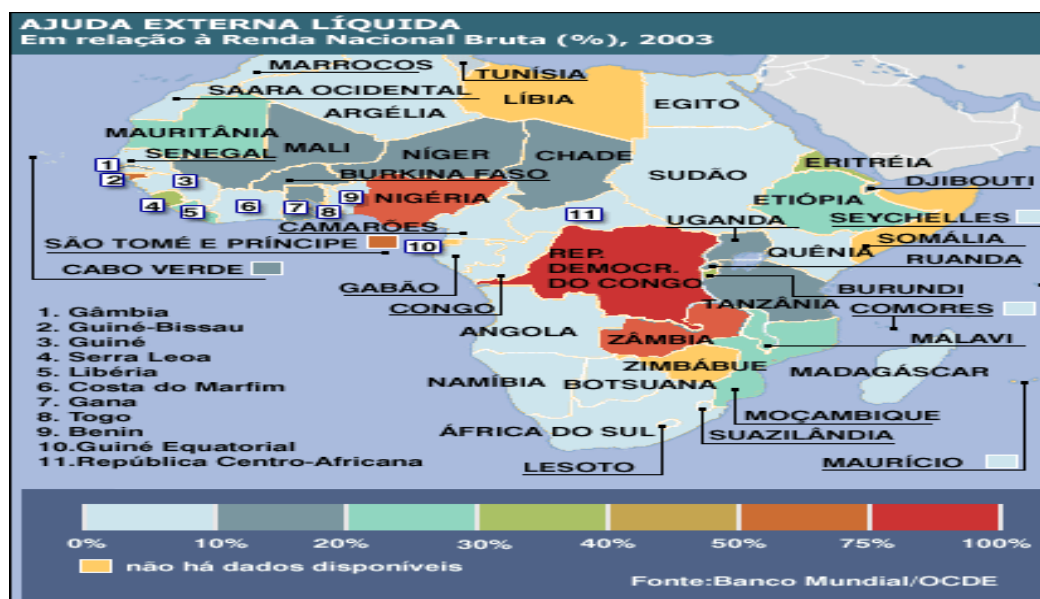 AJUDA EXTERNA LÍQUIDA
Em relação à Renda Nacional Bruta (%), 2003
MARROCOS
TUNÍSIA
SAARA OCIDENTAL
LÍBIA
EGITO
ARGÉLIA
MAURITÂNIA
MALI
NÍGER
CHADE
SENEGAL
ERITRÉIA
1
2
3
BURKINA FASO
SUDÃO
DJIBOUTI
4
5
6
7
8
9
NIGÉRIA
ETIÓPIA
11
UGANDA
SEYCHELLES
CAMARÕES
SÃO TOMÉ E PRÍNCIPE
10
REP.
DEMOCR.
DO CONGO
QUÊNIA
SOMÁLIA
RUANDA
CABO VERDE
GABÃO
BURUNDI
CONGO
TANZÂNIA
COMORES
ANGOLA
ZÂMBIA
MALAVI
ZIMBÁBUE
MADAGÁSCAR
NAMÍBIA
BOTSUANA
MOÇAMBIQUE
ÁFRICA DO SUL
SUAZILÂNDIA
LESOTO
MAURÍCIO
1. Gâmbia
2. Guiné-Bissau
3. Guiné
4. Serra Leoa
5. Libéria
6. Costa do Marfim
7. Gana
8. Togo
9. Benin
10.Guiné Equatorial
11.República Centro-Africana
0% 10% 20% 30% 40% 50% 75% 100%
não há dados disponíveis
Fonte:Banco Mundial/OCDE